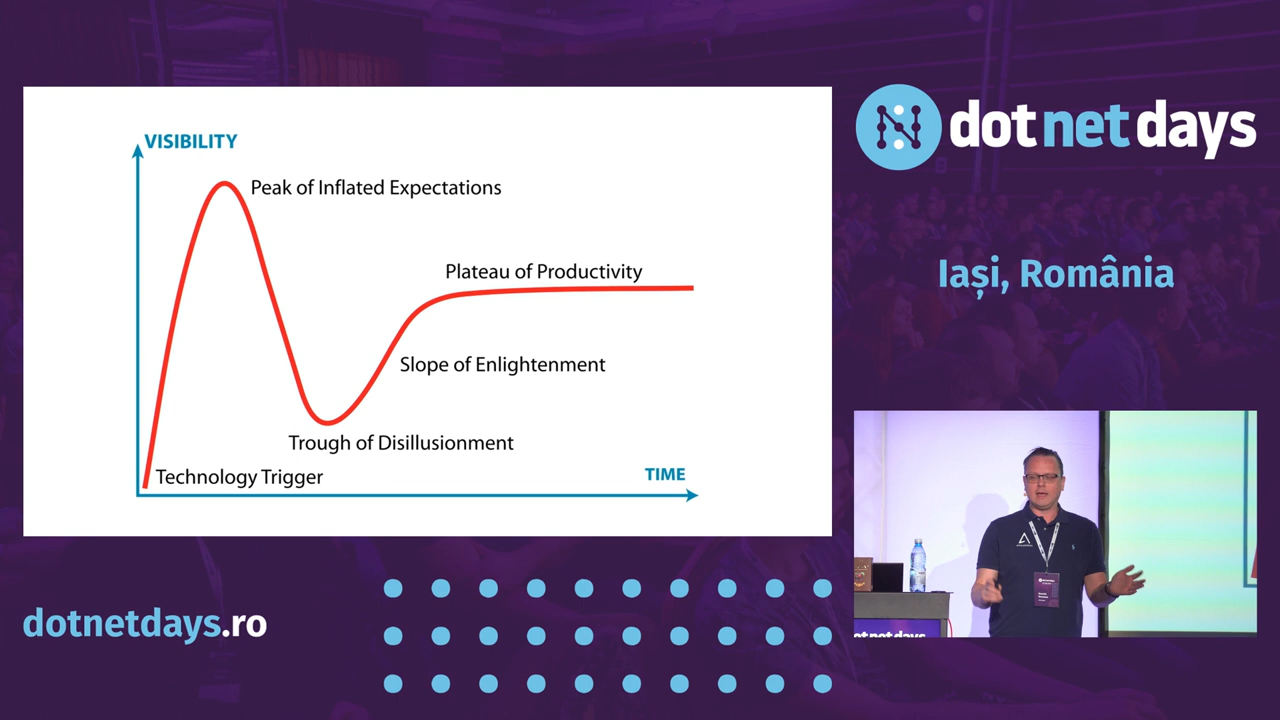 VISIBILITY
Peak of Inflated Expectations
Plateau of Productivity
Slope of Enlightenment
Trough of Disillusionment
Technology Trigger
TIME
dotnetdays
Iași, România
dotnetdays.ro